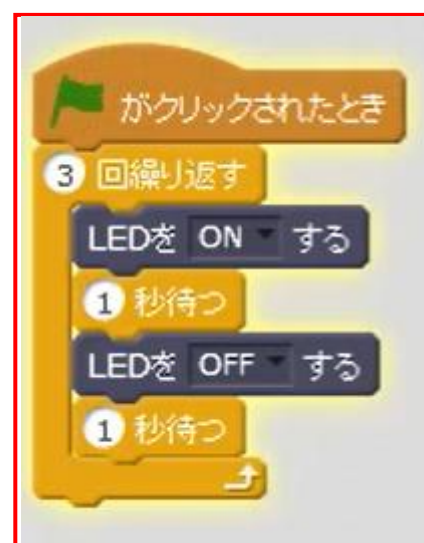 がクリックされたとき
3 回繰り返す
LEDを ON する
1 秒待つ
LEDを OFF する
1 秒待つ